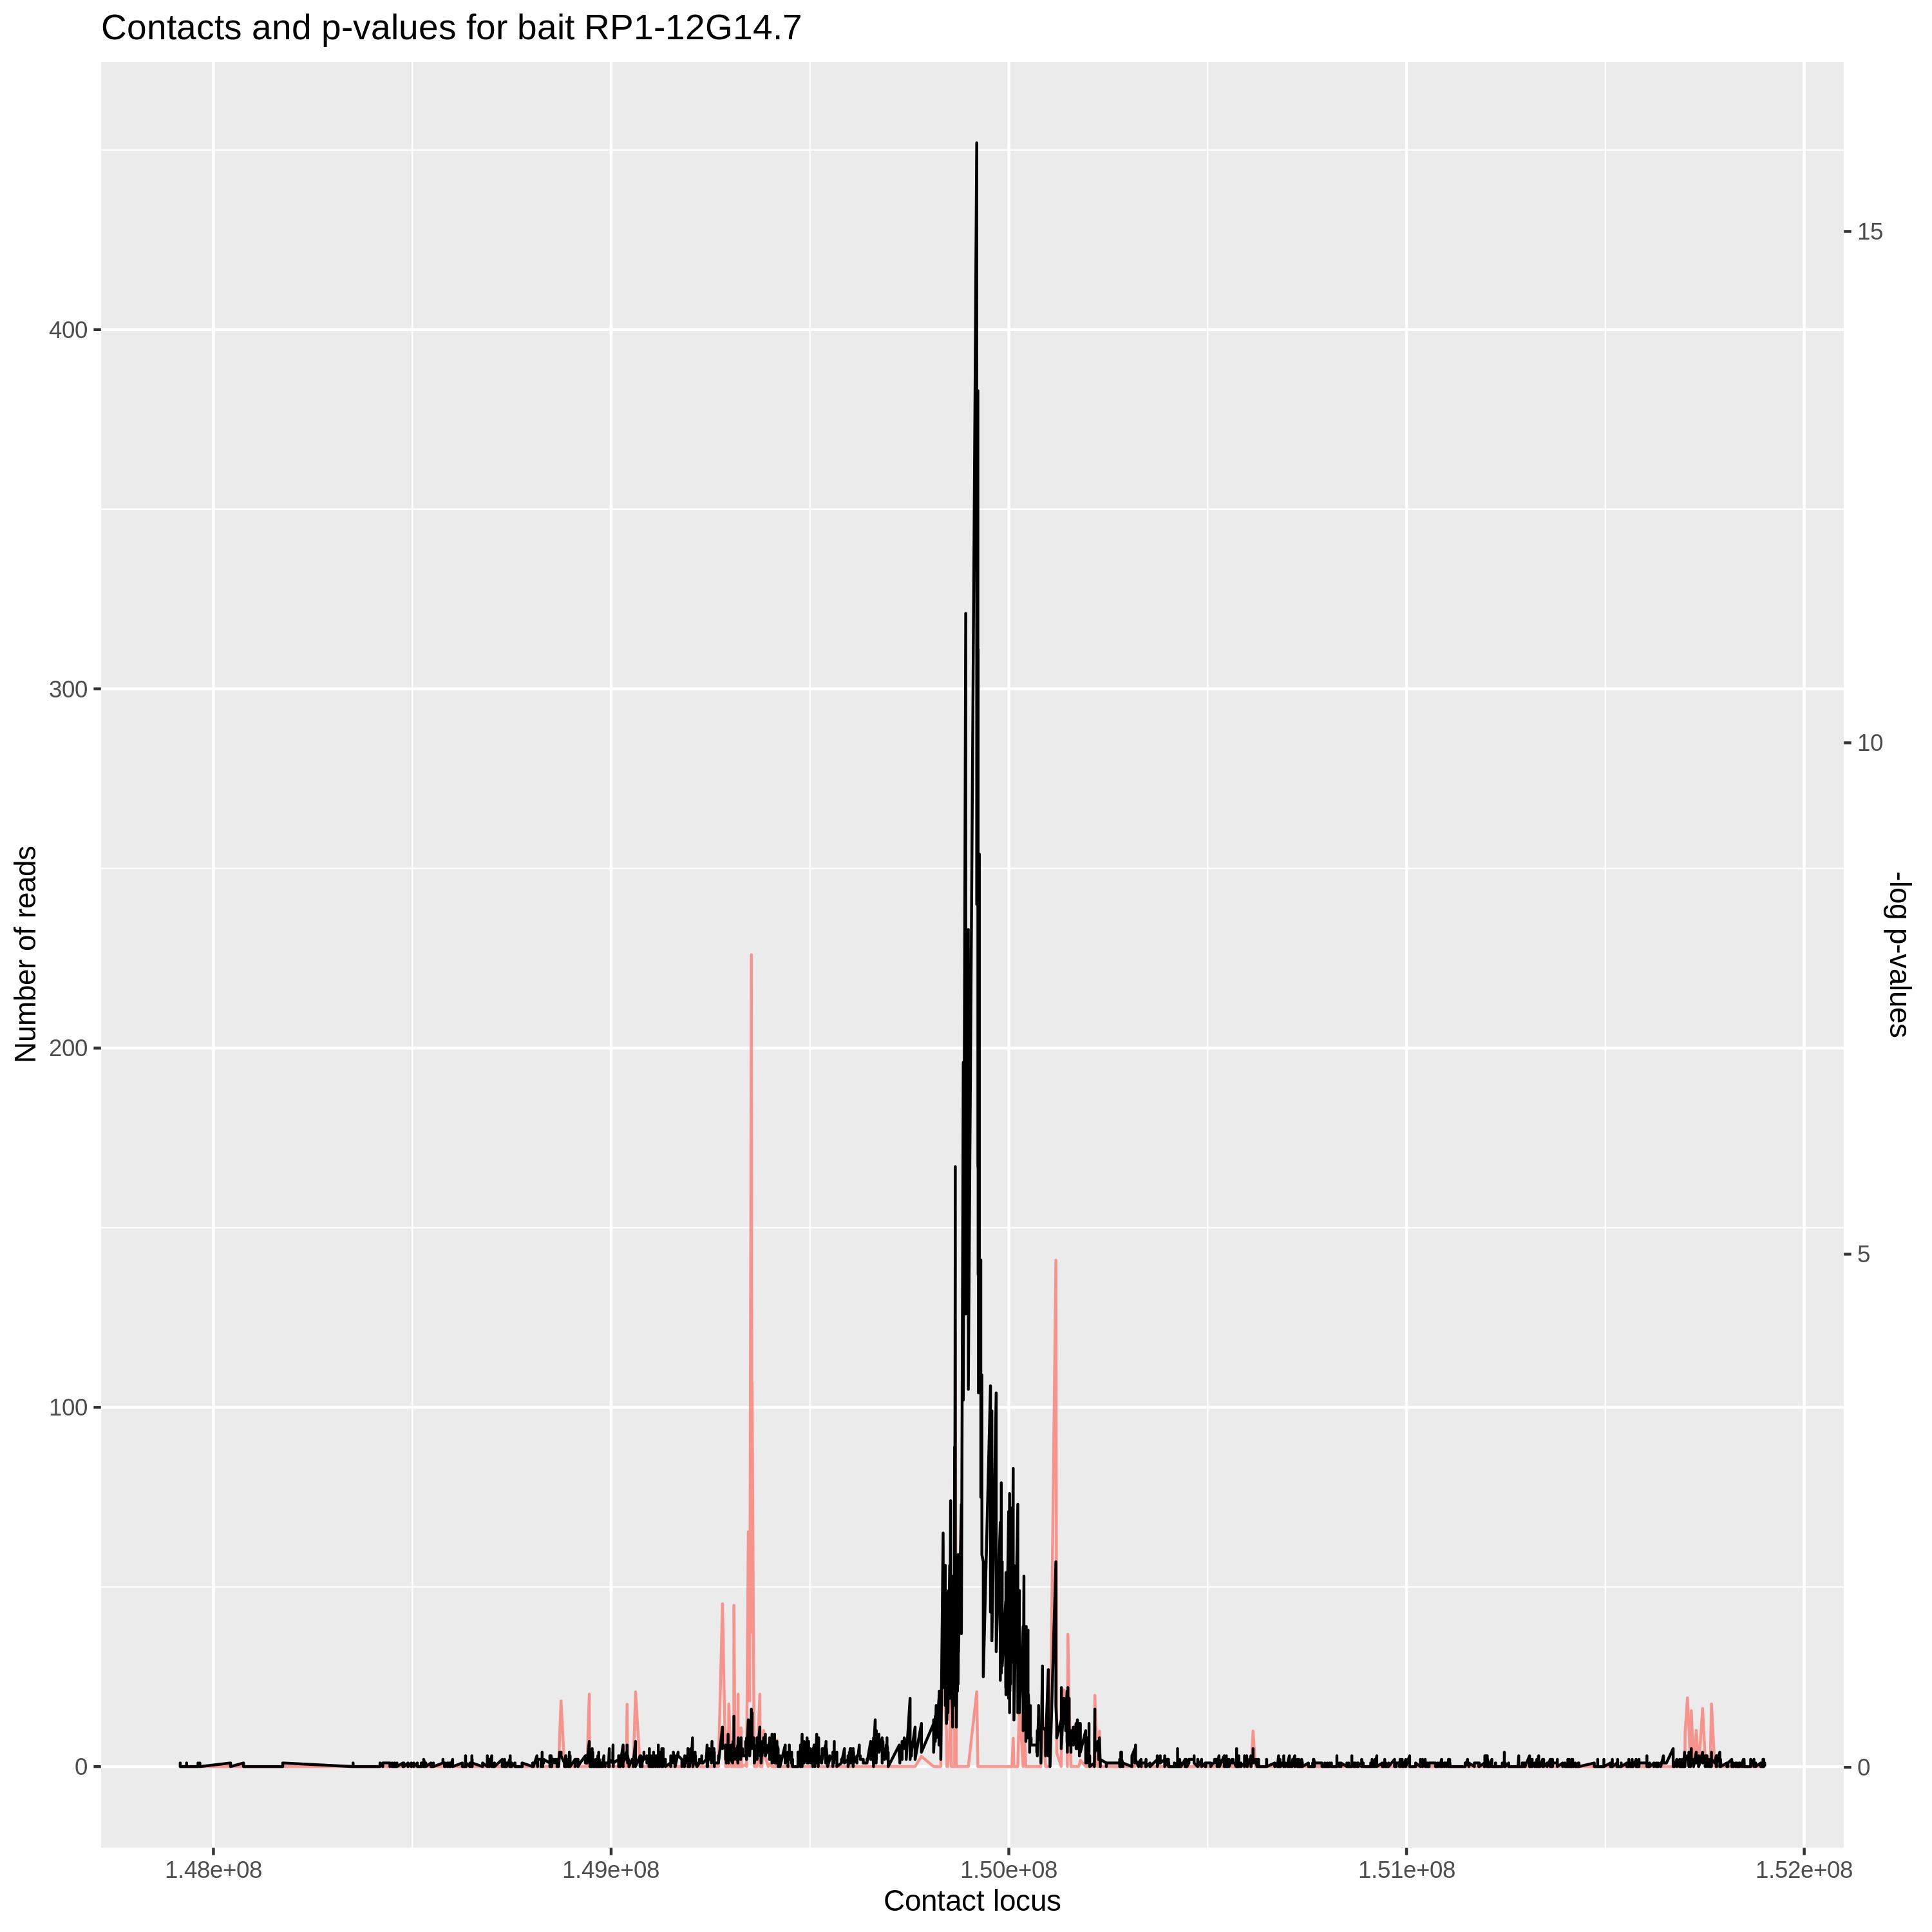 Contacts and p-values for bait RP1-12G14.7
Number of reads
400
300
200
100
0
15
10
5
0
-log p-values
1.48e+08
1.49e+08
1.50e+08
1.51e+08
1.52e+08
Contact locus